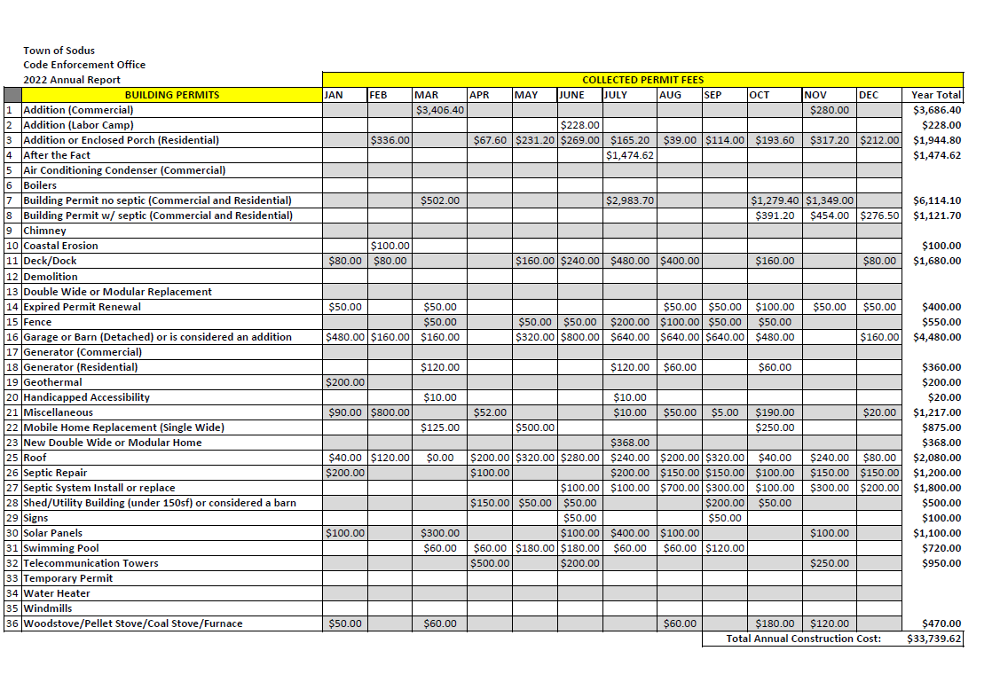 Town of Sodus
Code Enforcement Office
2022 Annual Report
COLLECTED PERMIT FEES
BUILDING PERMITS JAN FEB MAR APR MAY JUNE JULY AUG SEP OCT NOV DEC Year Total
1 Addition (Commercial) $3,406.40 $280.00 $3,686.40
2 Addition (Labor Camp) $228.00 $228.00
3 Addition or Enclosed Porch (Residential) $336.00 $67.60 $231.20 $269.00 $165.20 $39.00 $114.00 $193.60 $317.20 $212.00 $1,944.80
4 After the Fact $1,474.62 $1,474.62
5 Air Conditioning Condenser (Commercial)
6 Boilers
7 Building Permit no septic (Commercial and Residential) $502.00 $2,983.70 $1,279.40 $1,349.00 $6,114.10
8 Building Permit w/ septic (Commercial and Residential) $391.20 $454.00 $276.50 $1,121.70
9 Chimney
10 Coastal Erosion $100.00 $100.00
11 Deck/Dock $80.00 $80.00 $160.00 $240.00 $480.00 $400.00 $160.00 $80.00 $1,680.00
12 Demolition
13 Double Wide or Modular Replacement
14 Expired Permit Renewal $50.00 $50.00 $50.00 $50.00 $100.00 $50.00 $50.00 $400.00
15 Fence $50.00 $50.00 $50.00 $200.00 $100.00 $50.00 $50.00 $550.00
16 Garage or Barn (Detached) or is considered an addition $480.00 $160.00 $160.00 $320.00 $800.00 $640.00 $640.00 $640.00 $480.00 $160.00 $4,480.00
17 Generator (Commercial)
18 Generator (Residential) $120.00 $120.00 $60.00 $60.00 $360.00
19 Geothermal $200.00 $200.00
20 Handicapped Accessibility $10.00 $10.00 $20.00
21 Miscellaneous $90.00 $800.00 $52.00 $10.00 $50.00 $5.00 $190.00 $20.00 $1,217.00
22 Mobile Home Replacement (Single Wide) $125.00 $500.00 $250.00 $875.00
23 New Double Wide or Modular Home $368.00 $368.00
25 Roof $40.00 $120.00 $0.00 $200.00 $320.00 $280.00 $240.00 $200.00 $320.00 $40.00 $240.00 $80.00 $2,080.00
26 Septic Repair $200.00 $100.00 $200.00 $150.00 $150.00 $100.00 $150.00 $150.00 $1,200.00
27 Septic System Install or replace $100.00 $100.00 $700.00 $300.00 $100.00 $300.00 $200.00 $1,800.00
28 Shed/Utility Building (under 150sf) or considered a barn $150.00 $50.00 $50.00 $200.00 $50.00 $500.00
29 Signs $50.00 $50.00 $100.00
30 Solar Panels $100.00 $300.00 $100.00 $400.00 $100.00 $100.00 $1,100.00
31 Swimming Pool $60.00 $60.00 $180.00 $180.00 $60.00 $60.00 $120.00 $720.00
32 Telecommunication Towers $500.00 $200.00 $250.00 $950.00
33 Temporary Permit
34 Water Heater
35 Windmills
36 Woodstove/Pellet Stove/Coal Stove/Furnace $50.00 $60.00 $60.00 $180.00 $120.00 $470.00
Total Annual Construction Cost: $33,739.62